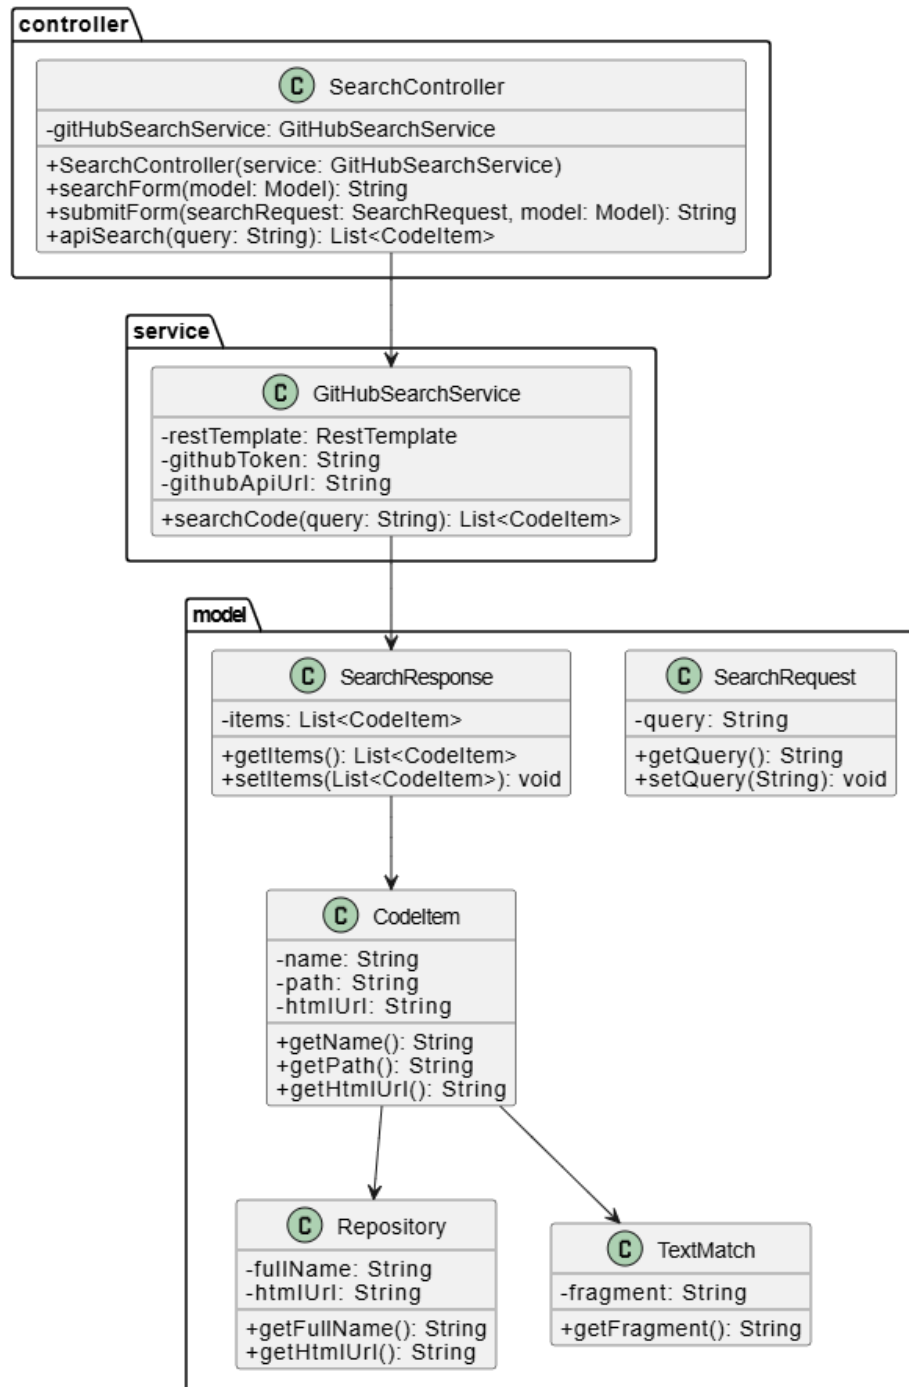 controller
C SearchController
-gitHubSearchService: GitHubSearchService
+SearchController(service: GitHubSearchService)
+searchForm(model: Model): String
+submitForm(searchRequest: SearchRequest, model: Model): String
+apiSearch(query: String): List<CodeItem>
service
C GitHubSearchService
-restTemplate: RestTemplate
-githubToken: String
-githubApiUrl: String
+searchCode(query: String): List<CodeItem>
model
C SearchResponse
-items: List<CodeItem>
+getItems(): List<CodeItem>
+setItems(List<CodeItem>): void
C SearchRequest
-query: String
+getQuery(): String
+setQuery(String): void
C CodeItem
-name: String
-path: String
-htmlUrl: String
+getName(): String
+getPath(): String
+getHtmlUrl(): String
C Repository
-fullName: String
-htmlUrl: String
+getFullName(): String
+getHtmlUrl(): String
C TextMatch
-fragment: String
+getFragment(): String